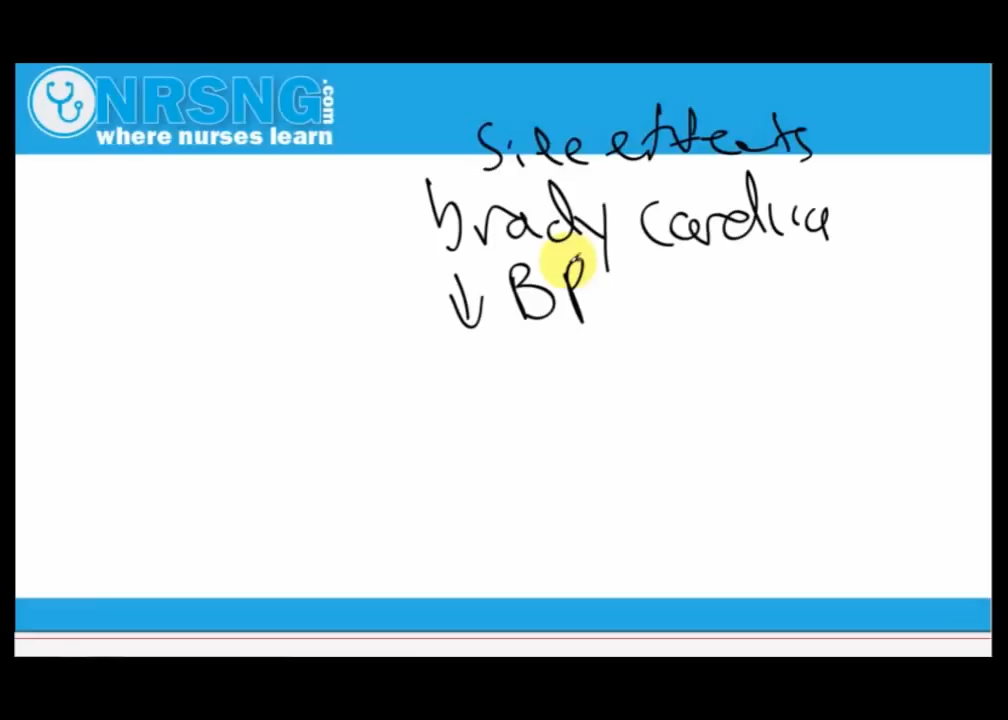 NRSNG.com
where nurses learn
side effects
brady cardia
↓ BP